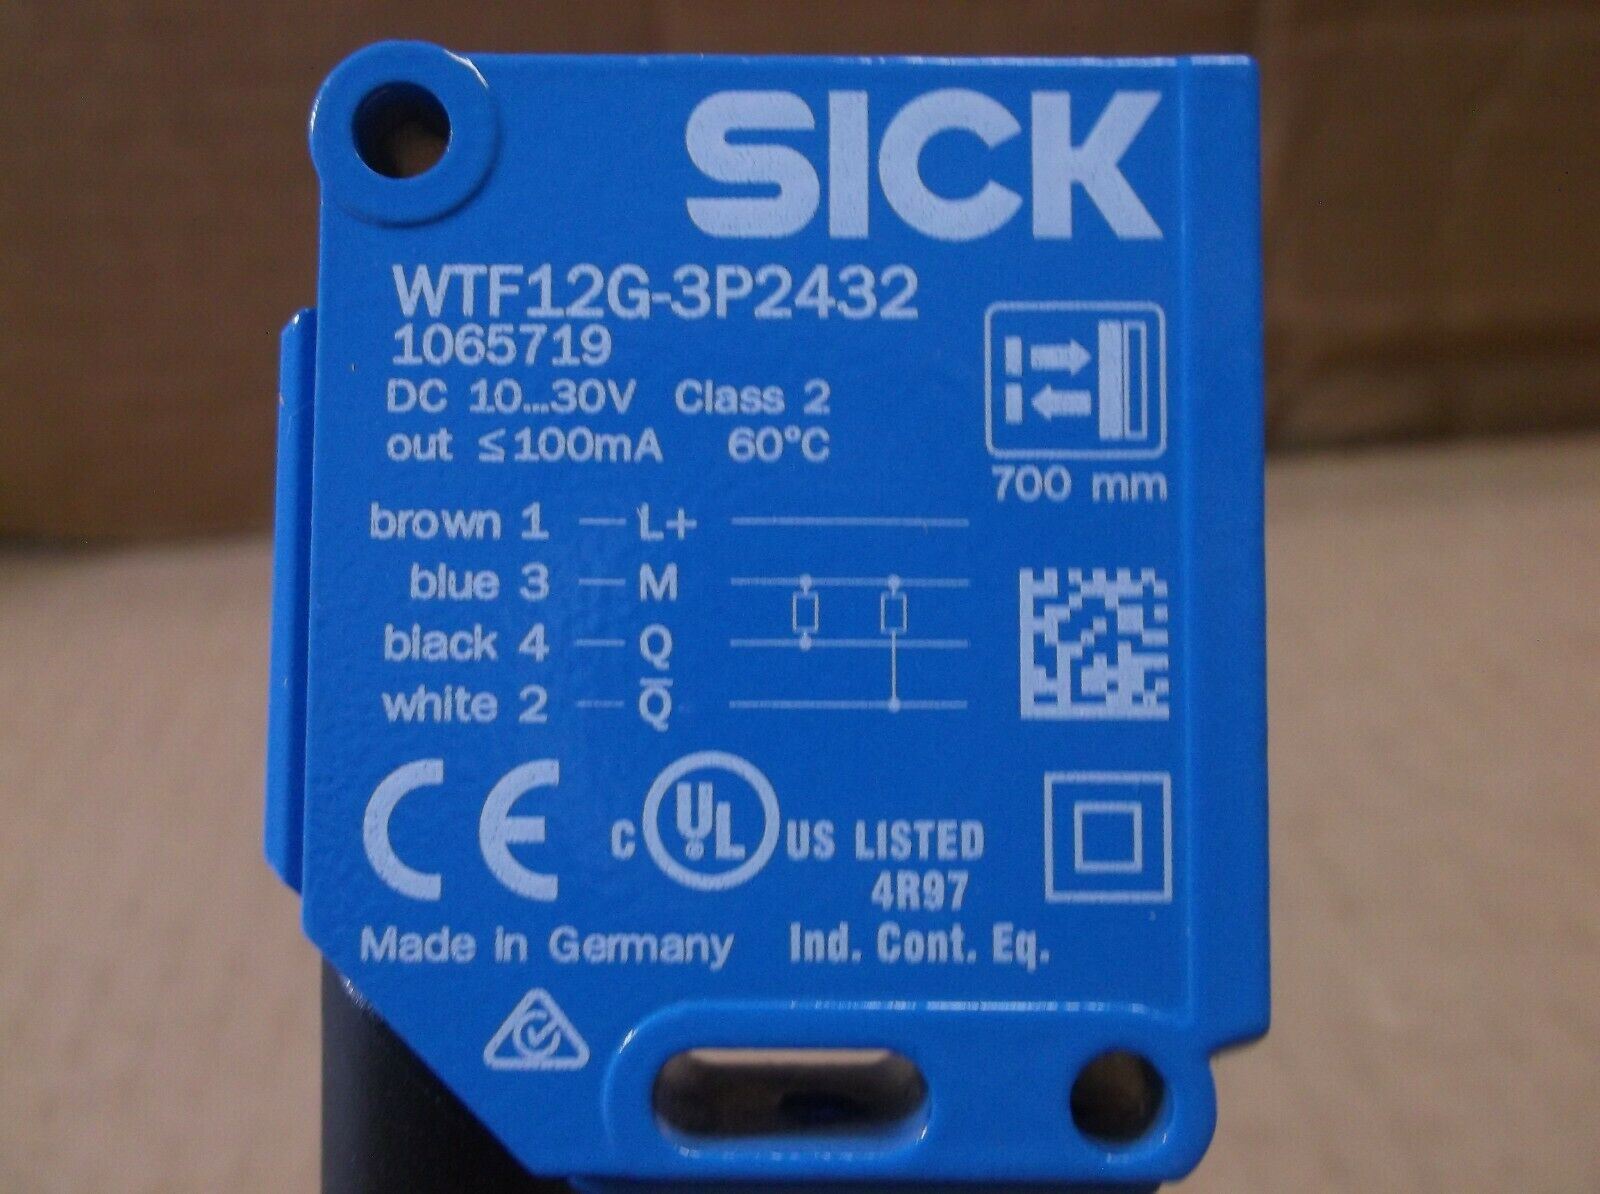 SICK
WTF12G-3P2432
1065719
DC 10...30V Class 2
out ≤100mA 60°C
700 mm
brown 1 — L+
blue 3 — M
black 4 — Q
white 2 — Q̅
CE
C UL US LISTED
4R97
Made in Germany Ind. Cont. Eq.